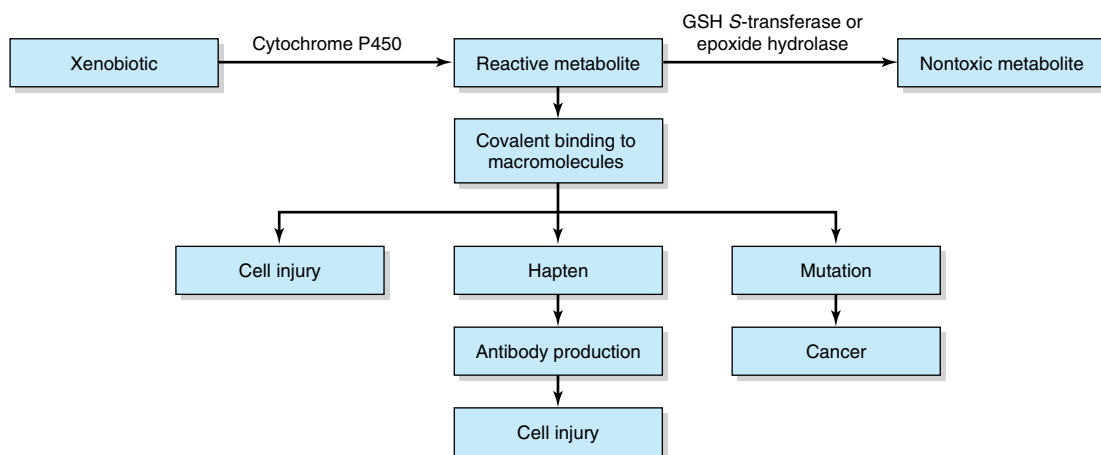 Xenobiotic
Cytochrome P450
Reactive metabolite
GSH S-transferase or
epoxide hydrolase
Nontoxic metabolite
Covalent binding to
macromolecules
Cell injury
Hapten
Mutation
Antibody production
Cancer
Cell injury